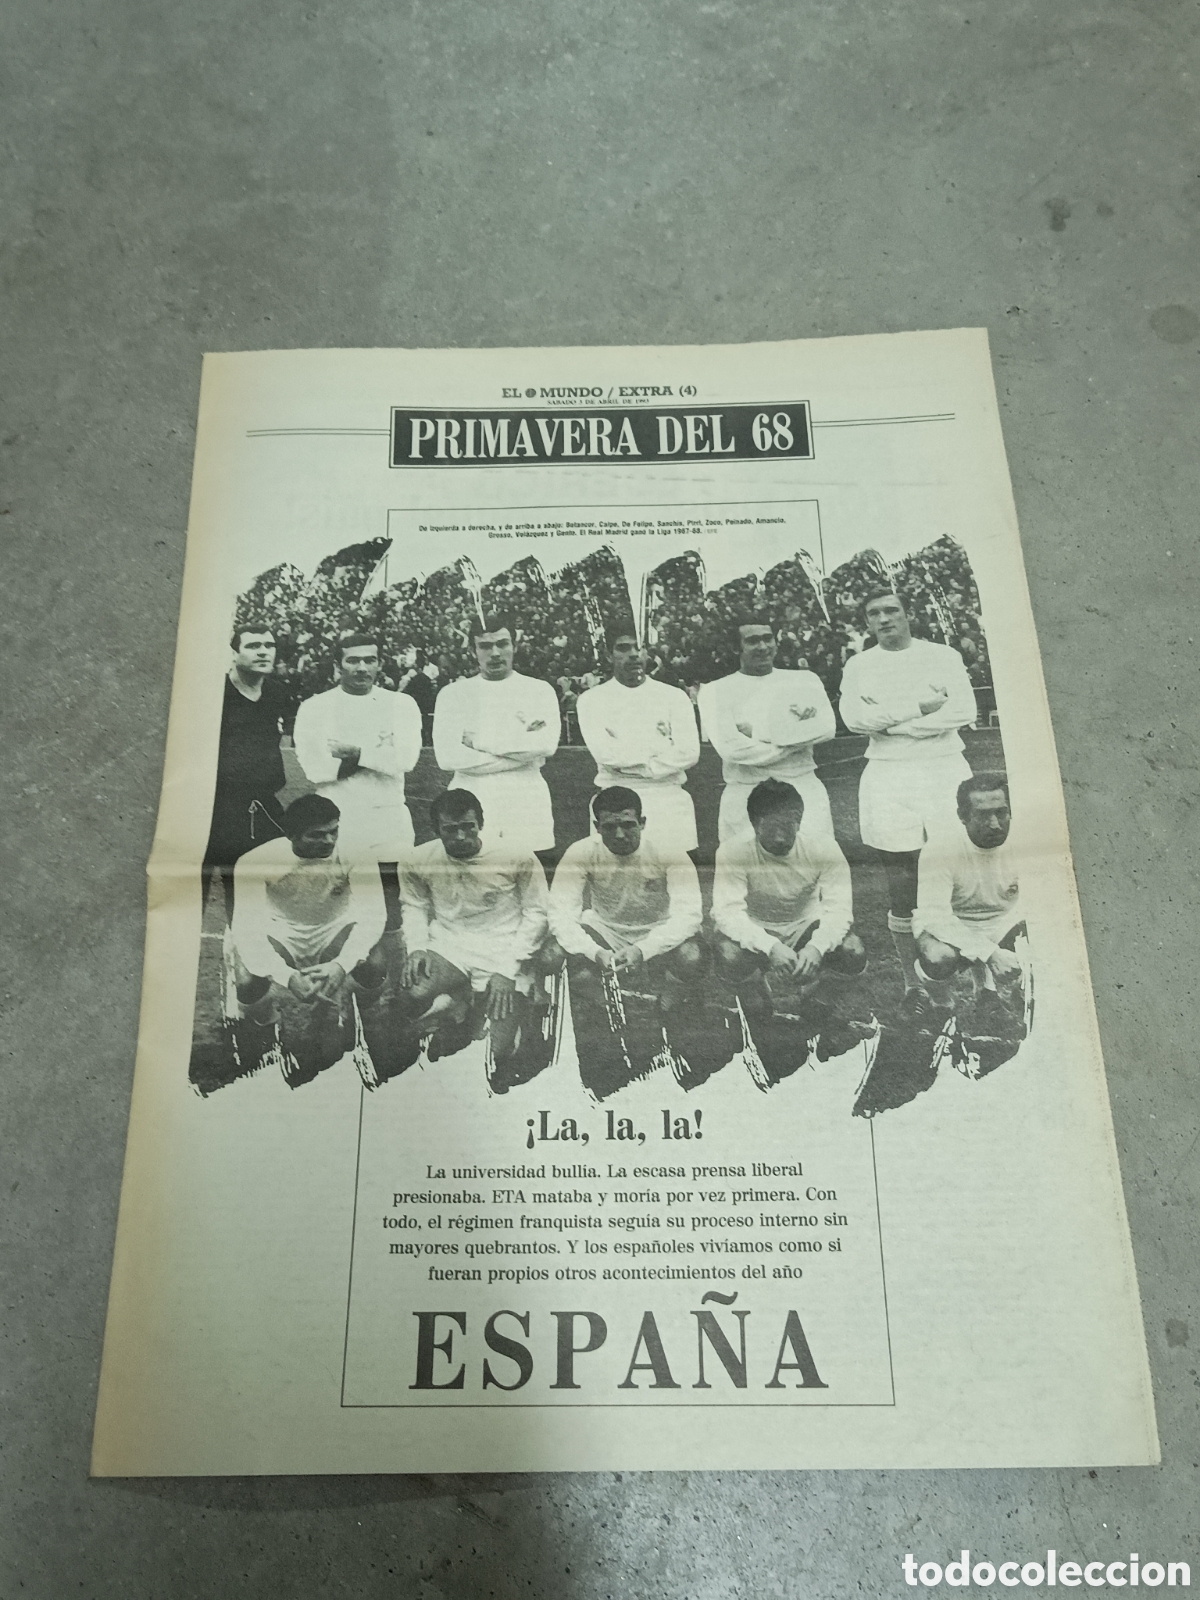 EL MUNDO / EXTRA (4)
SABADO 3 DE ABRIL DE 1993
PRIMAVERA DEL 68
De izquierda a derecha, y de arriba a abajo: Betancor, Calpe, De Felipe, Sanchís, Pirri, Zoco, Peinado, Amancio,
Grosso, Velázquez y Gento. El Real Madrid ganó la Liga 1967-68. / EFE
¡La, la, la!
La universidad bullía. La escasa prensa liberal
presionaba. ETA mataba y moría por vez primera. Con
todo, el régimen franquista seguía su proceso interno sin
mayores quebrantos. Y los españoles vivíamos como si
fueran propios otros acontecimientos del año
ESPAÑA
todocoleccion